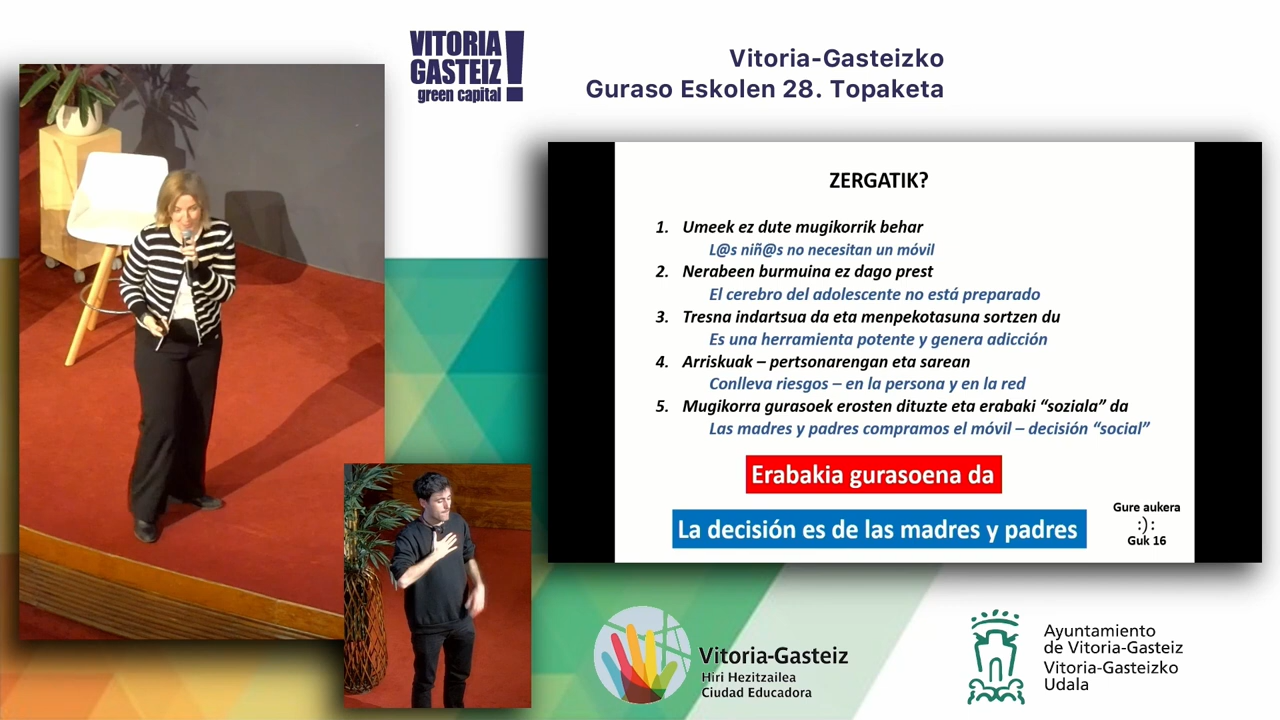 VITORIA
GASTEIZ!
green capital
Vitoria-Gasteizko
Guraso Eskolen 28. Topaketa
ZERGATIK?
1. Umeek ez dute mugikorrik behar
L@s niñ@s no necesitan un móvil
2. Nerabeen burmuina ez dago prest
El cerebro del adolescente no está preparado
3. Tresna indartsua da eta menpekotasuna sortzen du
Es una herramienta potente y genera adicción
4. Arriskuak – pertsonarengan eta sarean
Conlleva riesgos – en la persona y en la red
5. Mugikorra gurasoek erosten dituzte eta erabaki “soziala” da
Las madres y padres compramos el móvil – decisión “social”
Erabakia gurasoena da
La decisión es de las madres y padres
Gure aukera
:) :
Guk 16
Vitoria-Gasteiz
Hiri Hezitzailea
Ciudad Educadora
Ayuntamiento
de Vitoria-Gasteiz
Vitoria-Gasteizko
Udala